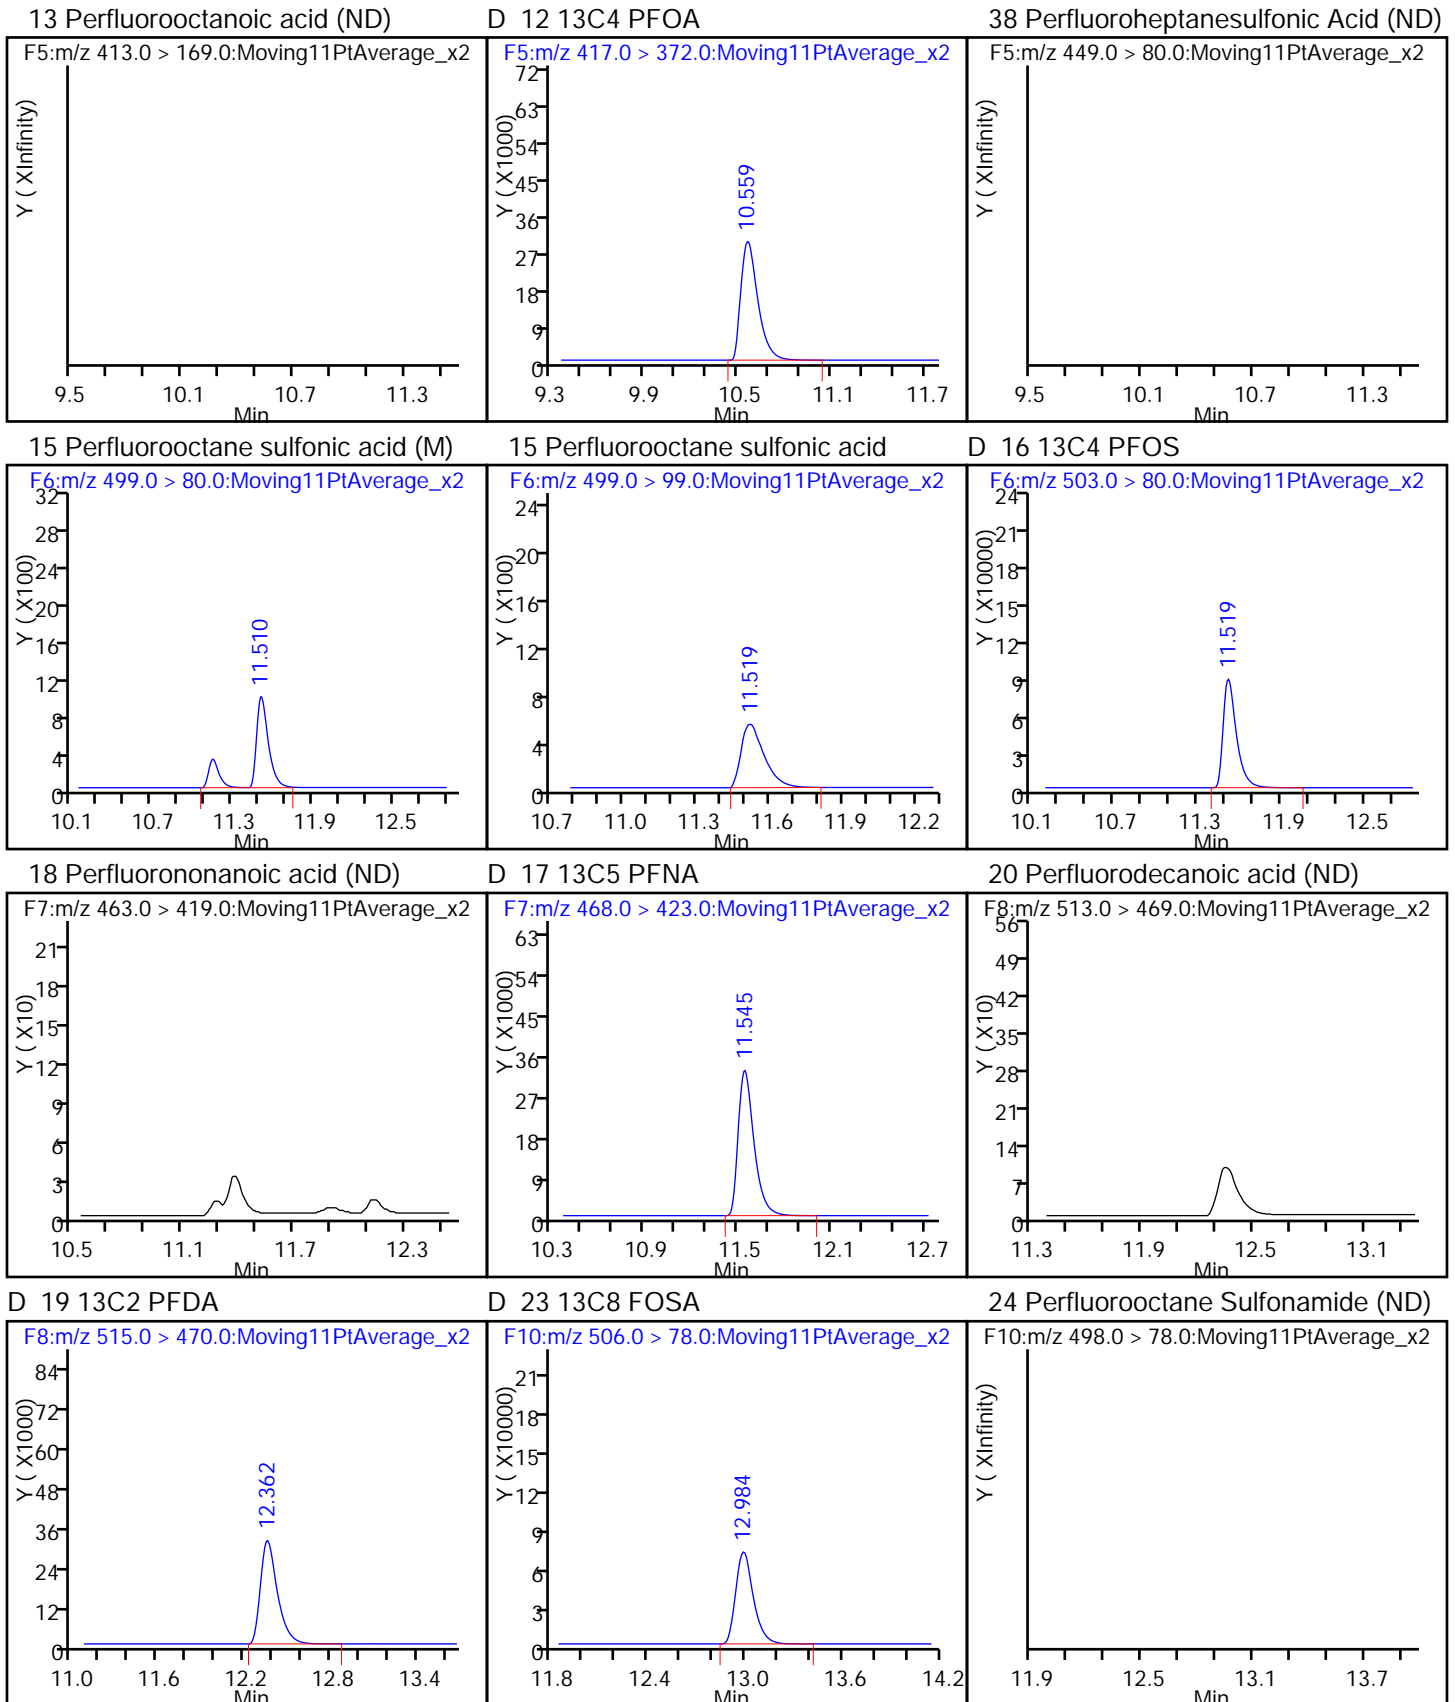 13 Perfluorooctanoic acid (ND)
F5:m/z 413.0 > 169.0:Moving11PtAverage_x2
Y ( XInfinity)
9.5 10.1 10.7 11.3
Min
D 12 13C4 PFOA
F5:m/z 417.0 > 372.0:Moving11PtAverage_x2
Y ( X1000)
72
63
54
45
36
27
18
9
0
10.559
9.3 9.9 10.5 11.1 11.7
Min
38 Perfluoroheptanesulfonic Acid (ND)
F5:m/z 449.0 > 80.0:Moving11PtAverage_x2
Y ( XInfinity)
9.5 10.1 10.7 11.3
Min
15 Perfluorooctane sulfonic acid (M)
F6:m/z 499.0 > 80.0:Moving11PtAverage_x2
Y ( X100)
32
28
24
20
16
12
8
4
0
11.510
10.1 10.7 11.3 11.9 12.5
Min
15 Perfluorooctane sulfonic acid
F6:m/z 499.0 > 99.0:Moving11PtAverage_x2
Y ( X100)
24
20
16
12
8
4
0
11.519
10.7 11.0 11.3 11.6 11.9 12.2
Min
D 16 13C4 PFOS
F6:m/z 503.0 > 80.0:Moving11PtAverage_x2
Y ( X10000)
24
21
18
15
12
9
6
3
0
11.519
10.1 10.7 11.3 11.9 12.5
Min
18 Perfluorononanoic acid (ND)
F7:m/z 463.0 > 419.0:Moving11PtAverage_x2
Y ( X10)
21
18
15
12
9
6
3
0
10.5 11.1 11.7 12.3
Min
D 17 13C5 PFNA
F7:m/z 468.0 > 423.0:Moving11PtAverage_x2
Y ( X1000)
63
54
45
36
27
18
9
0
11.545
10.3 10.9 11.5 12.1 12.7
Min
20 Perfluorodecanoic acid (ND)
F8:m/z 513.0 > 469.0:Moving11PtAverage_x2
Y ( X10)
56
49
42
35
28
21
14
7
0
11.3 11.9 12.5 13.1
Min
D 19 13C2 PFDA
F8:m/z 515.0 > 470.0:Moving11PtAverage_x2
Y ( X1000)
84
72
60
48
36
24
12
0
12.362
11.0 11.6 12.2 12.8 13.4
Min
D 23 13C8 FOSA
F10:m/z 506.0 > 78.0:Moving11PtAverage_x2
Y ( X10000)
21
18
15
12
9
6
3
0
12.984
11.8 12.4 13.0 13.6 14.2
Min
24 Perfluorooctane Sulfonamide (ND)
F10:m/z 498.0 > 78.0:Moving11PtAverage_x2
Y ( XInfinity)
11.9 12.5 13.1 13.7
Min